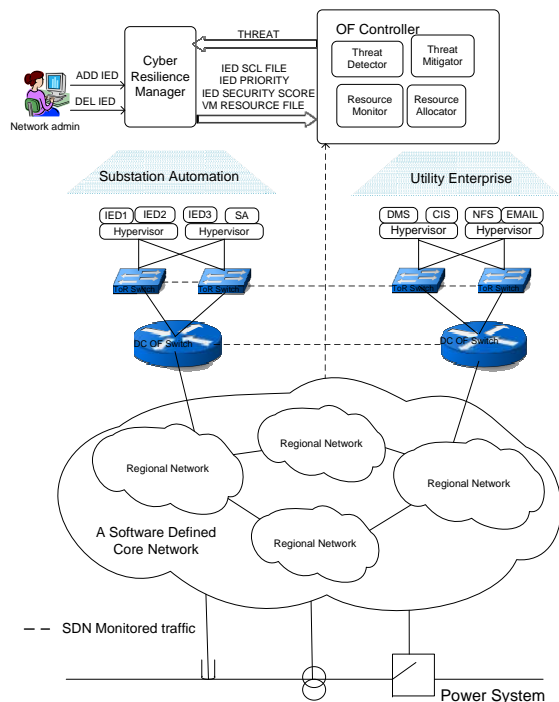 OF Controller
THREAT
Cyber
Resilience
Manager
Threat
Detector
Threat
Mitigator
ADD IED
IED SCL FILE
IED PRIORITY
IED SECURITY SCORE
VM RESOURCE FILE
Resource
Monitor
Resource
Allocator
DEL IED
Network admin
Substation Automation
Utility Enterprise
IED1
IED2
IED3
SA
Hypervisor
Hypervisor
DMS
CIS
NFS
EMAIL
Hypervisor
Hypervisor
ToR Switch
ToR Switch
ToR Switch
ToR Switch
DC OF Switch
DC OF Switch
Regional Network
Regional Network
Regional Network
Regional Network
A Software Defined
Core Network
SDN Monitored traffic
Power System